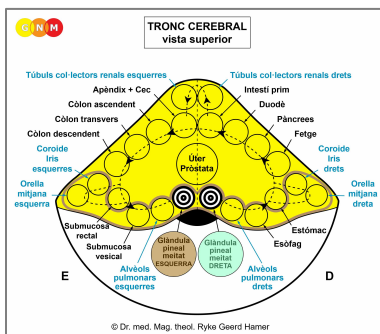 GNM
TRONC CEREBRAL
vista superior
Túbuls col·lectors renals esquerres
Túbuls col·lectors renals drets
Apèndix + Cec
Intestí prim
Còlon ascendent
Duodè
Còlon transvers
Pàncrees
Còlon descendent
Fetge
Coroide
Iris
esquerres
Coroide
Iris
drets
Úter
Pròstata
Orella
mitjana
esquerra
Orella
mitjana
dreta
Submucosa
rectal
Estómac
Submucosa
vesical
Esòfag
Glàndula
pineal
meitat
ESQUERRA
Glàndula
pineal
meitat
DRETA
E
D
Alvèols
pulmonars
esquerres
Alvèols
pulmonars
drets
© Dr. med. Mag. theol. Ryke Geerd Hamer